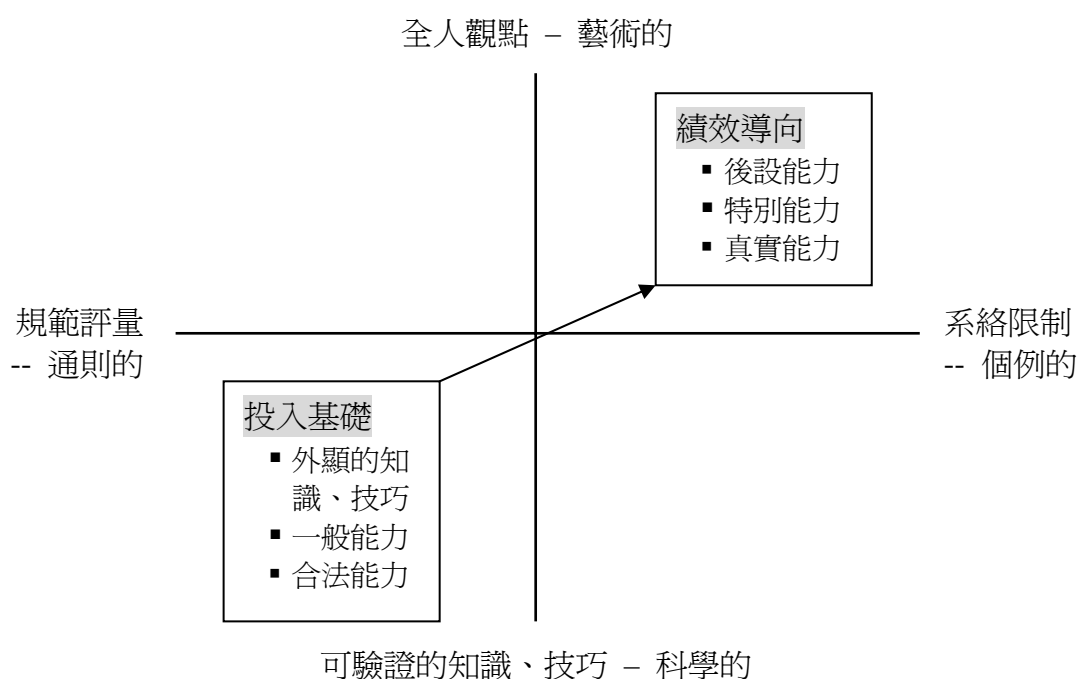 全人觀點 – 藝術的
績效導向
▪ 後設能力
▪ 特別能力
▪ 真實能力
規範評量
-- 通則的
系絡限制
-- 個例的
投入基礎
▪ 外顯的知
識、技巧
▪ 一般能力
▪ 合法能力
可驗證的知識、技巧 – 科學的